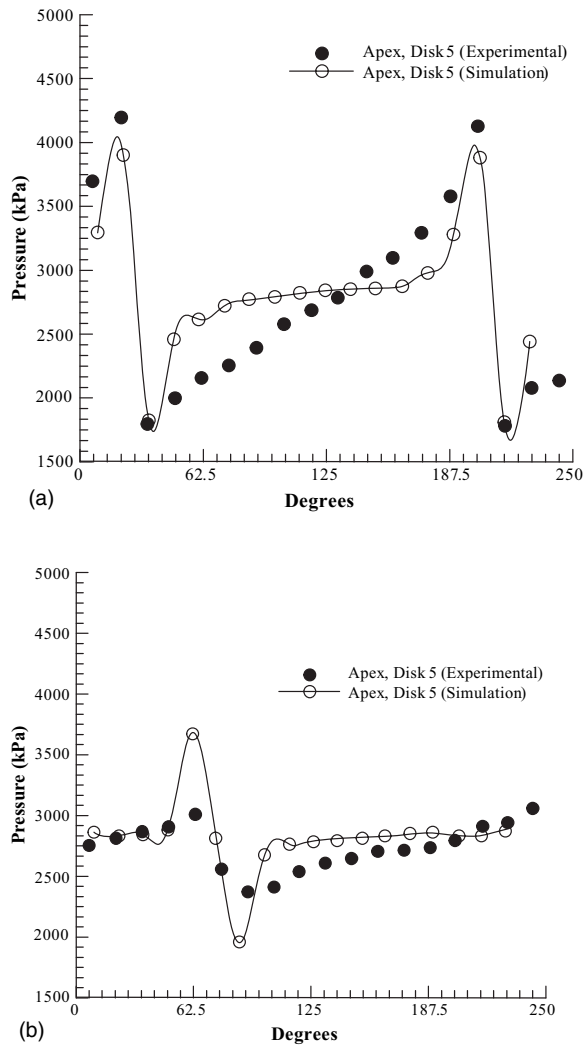 5000
Apex, Disk 5 (Experimental)
Apex, Disk 5 (Simulation)
4500
4000
3500
3000
2500
2000
1500
Pressure (kPa)
0
62.5
125
187.5
250
(a)
Degrees
5000
4500
Apex, Disk 5 (Experimental)
Apex, Disk 5 (Simulation)
4000
3500
3000
2500
2000
1500
Pressure (kPa)
0
62.5
125
187.5
250
(b)
Degrees